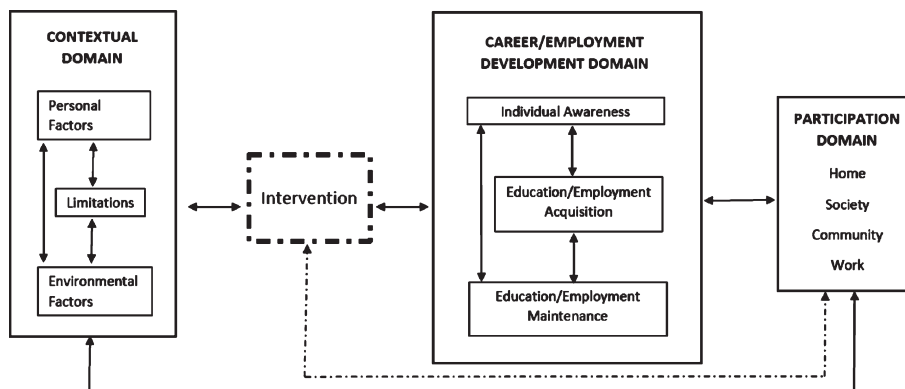 CONTEXTUAL
DOMAIN
Personal
Factors
Limitations
Environmental
Factors
Intervention
CAREER/EMPLOYMENT
DEVELOPMENT DOMAIN
Individual Awareness
Education/Employment
Acquisition
Education/Employment
Maintenance
PARTICIPATION
DOMAIN
Home
Society
Community
Work